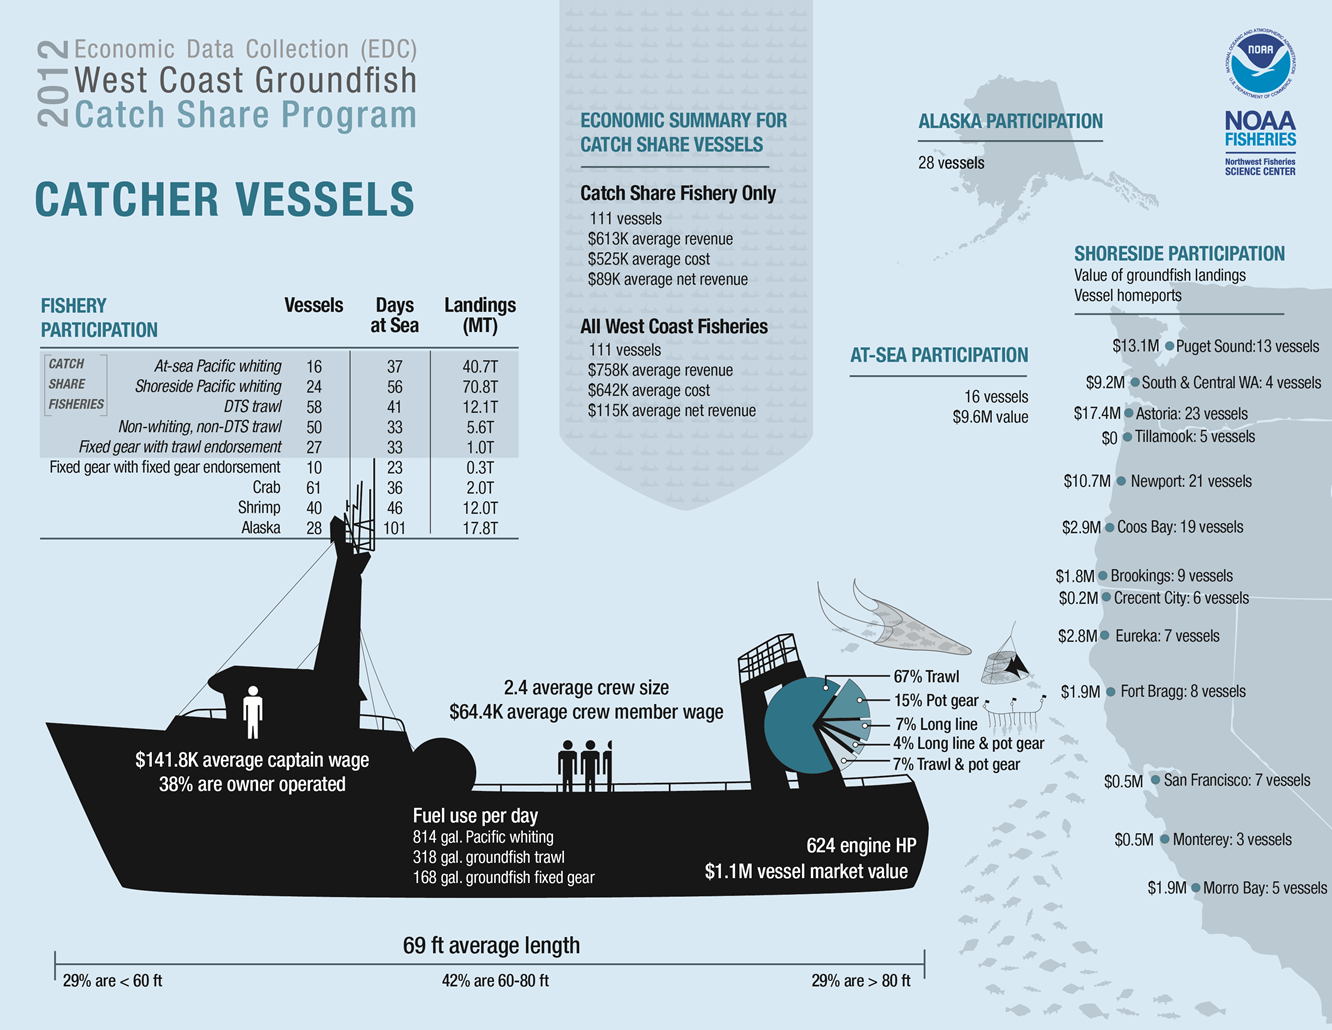 2012
Economic Data Collection (EDC)
West Coast Groundfish
Catch Share Program
CATCHER VESSELS
FISHERY
PARTICIPATION
Vessels Days at Sea Landings (MT)
CATCH
SHARE
FISHERIES
At-sea Pacific whiting 16 37 40.7T
Shoreside Pacific whiting 24 56 70.8T
DTS trawl 58 41 12.1T
Non-whiting, non-DTS trawl 50 33 5.6T
Fixed gear with trawl endorsement 27 33 1.0T
Fixed gear with fixed gear endorsement 10 23 0.3T
Crab 61 36 2.0T
Shrimp 40 46 12.0T
Alaska 28 101 17.8T
ECONOMIC SUMMARY FOR
CATCH SHARE VESSELS
Catch Share Fishery Only
111 vessels
$613K average revenue
$525K average cost
$89K average net revenue
All West Coast Fisheries
111 vessels
$758K average revenue
$642K average cost
$115K average net revenue
ALASKA PARTICIPATION
28 vessels
NATIONAL OCEANIC AND ATMOSPHERIC ADMINISTRATION
NOAA
U.S. DEPARTMENT OF COMMERCE
NOAA
FISHERIES
Northwest Fisheries
SCIENCE CENTER
AT-SEA PARTICIPATION
16 vessels
$9.6M value
SHORESIDE PARTICIPATION
Value of groundfish landings
Vessel homeports
$13.1M Puget Sound:13 vessels
$9.2M South & Central WA: 4 vessels
$17.4M Astoria: 23 vessels
$0 Tillamook: 5 vessels
$10.7M Newport: 21 vessels
$2.9M Coos Bay: 19 vessels
$1.8M Brookings: 9 vessels
$0.2M Crecent City: 6 vessels
$2.8M Eureka: 7 vessels
$1.9M Fort Bragg: 8 vessels
$0.5M San Francisco: 7 vessels
$0.5M Monterey: 3 vessels
$1.9M Morro Bay: 5 vessels
2.4 average crew size
$64.4K average crew member wage
67% Trawl
15% Pot gear
7% Long line
4% Long line & pot gear
7% Trawl & pot gear
$141.8K average captain wage
38% are owner operated
Fuel use per day
814 gal. Pacific whiting
318 gal. groundfish trawl
168 gal. groundfish fixed gear
624 engine HP
$1.1M vessel market value
69 ft average length
29% are < 60 ft
42% are 60-80 ft
29% are > 80 ft